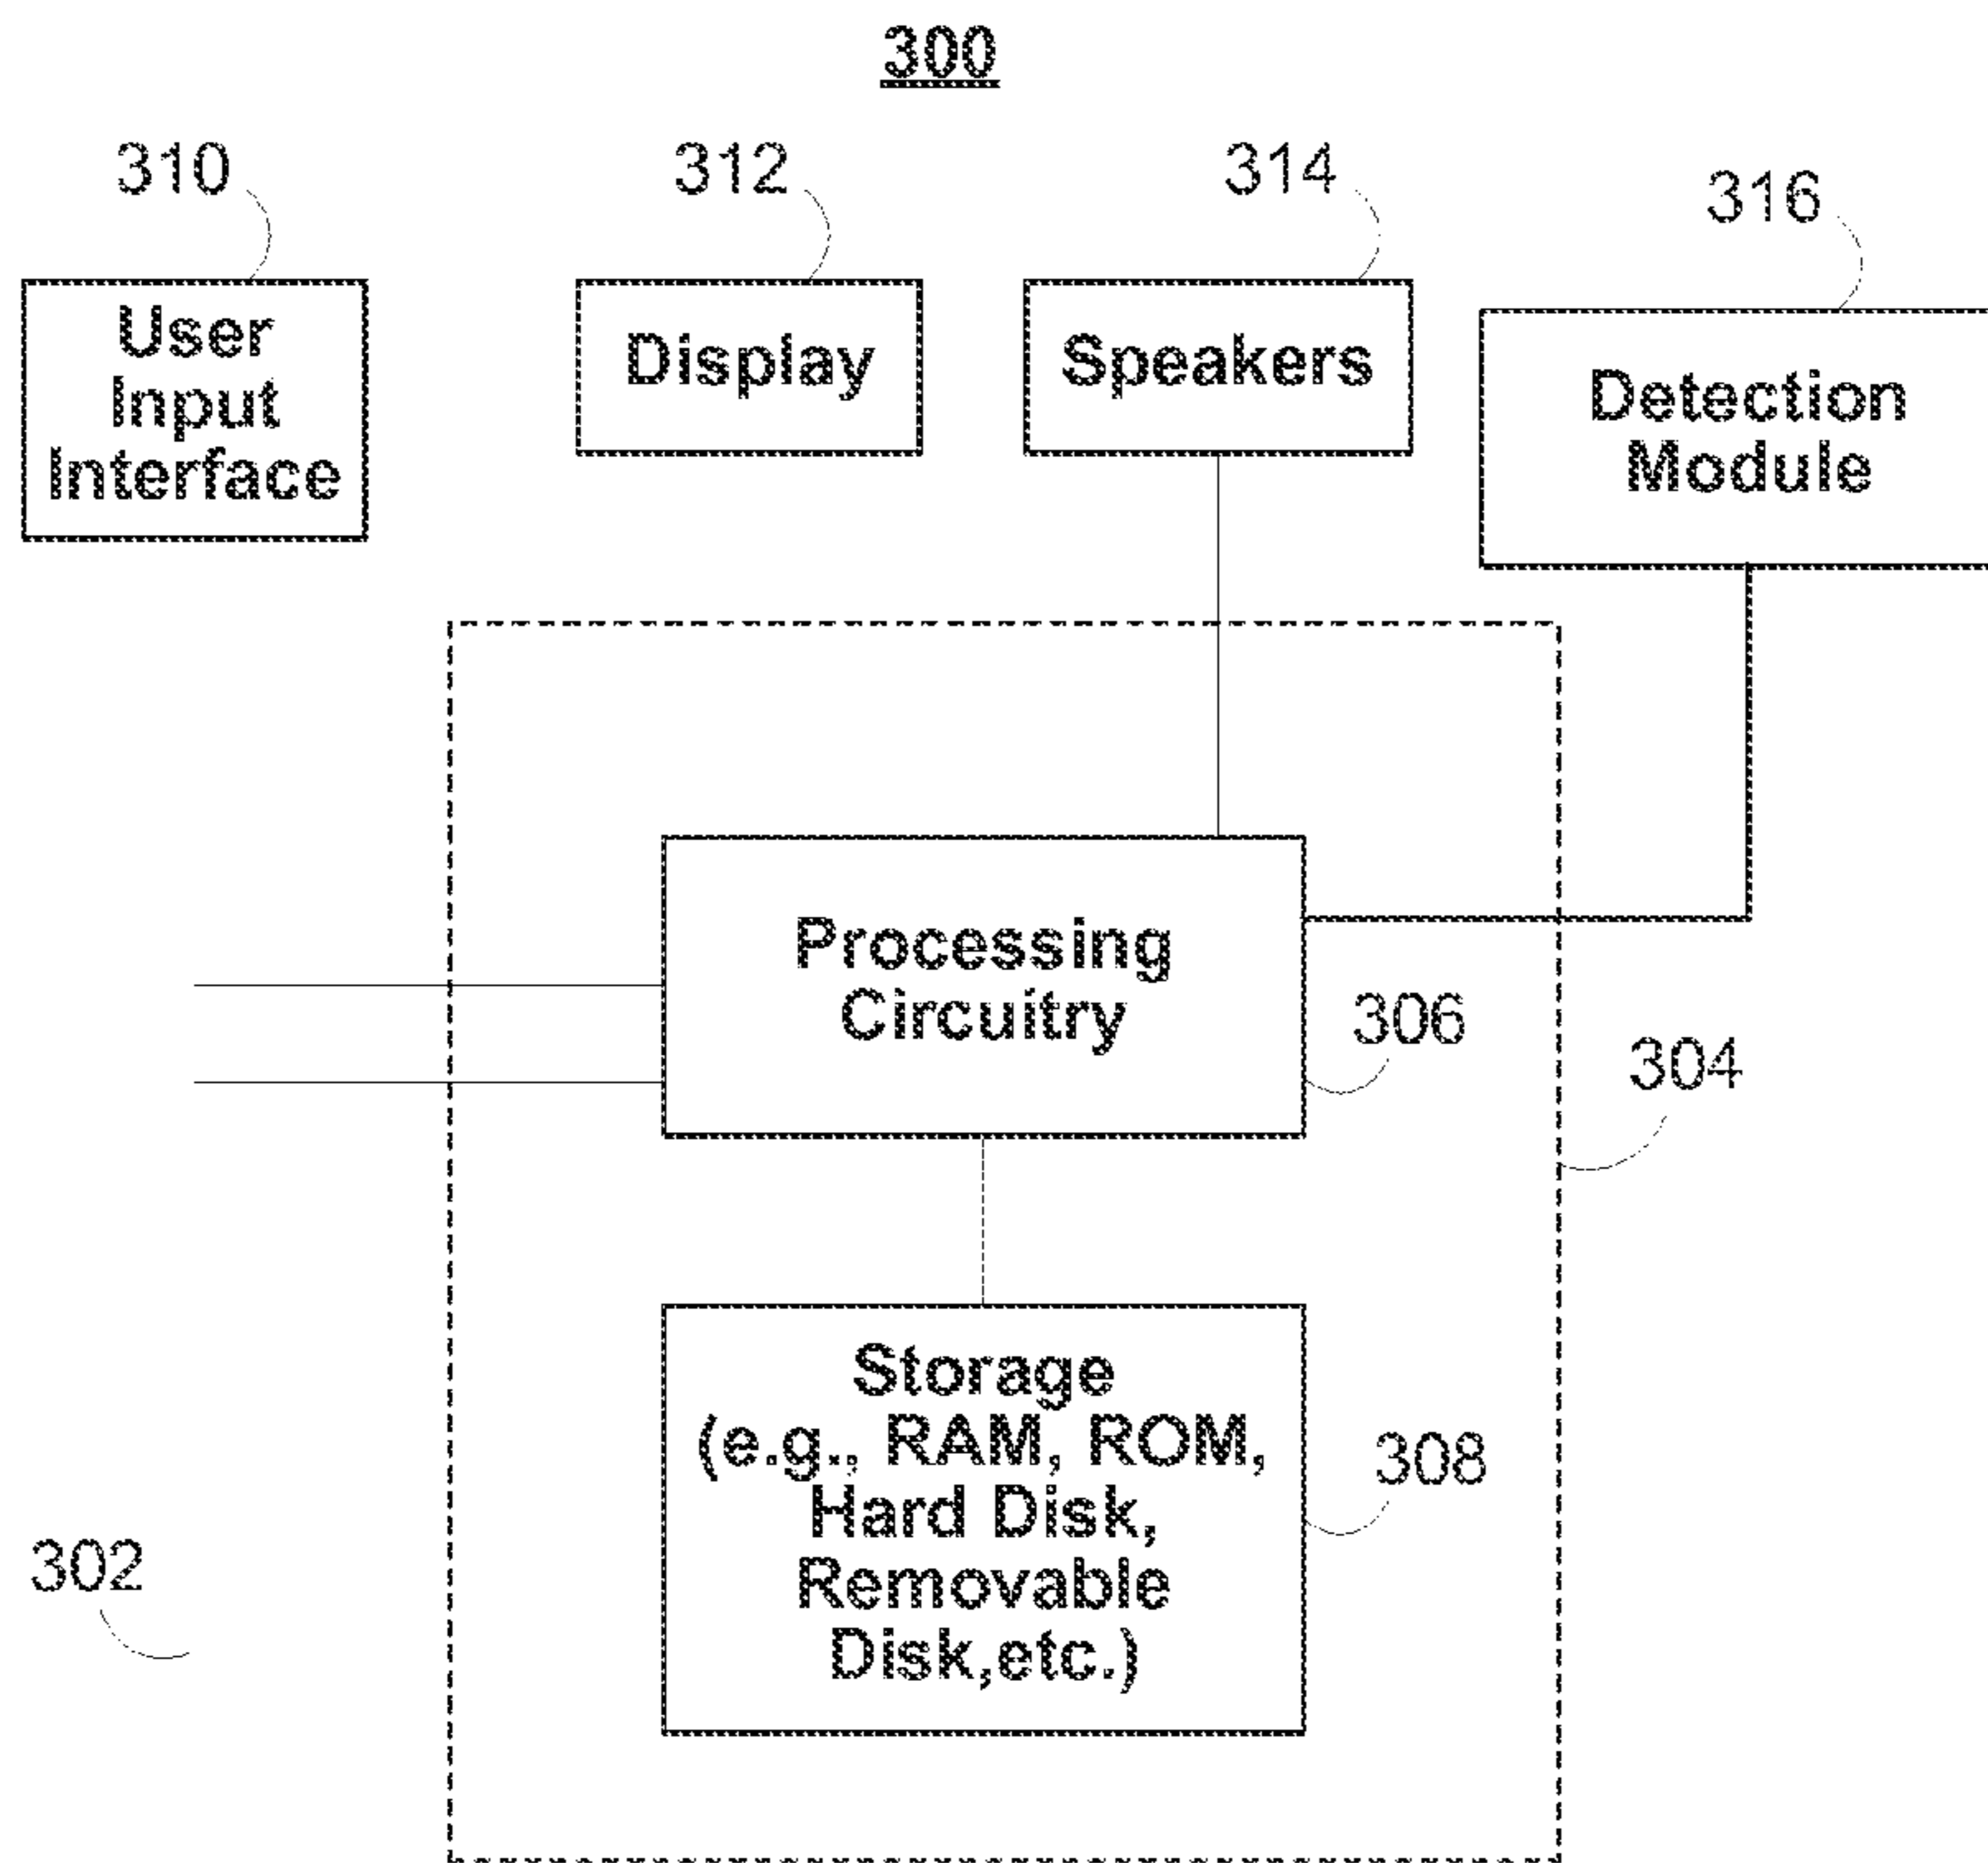 300
310
312
314
316
User
Input
Interface
Display
Speakers
Detection
Module
Processing
Circuitry
306
304
Storage
(e.g., RAM, ROM,
Hard Disk,
Removable
Disk,etc.)
308
302